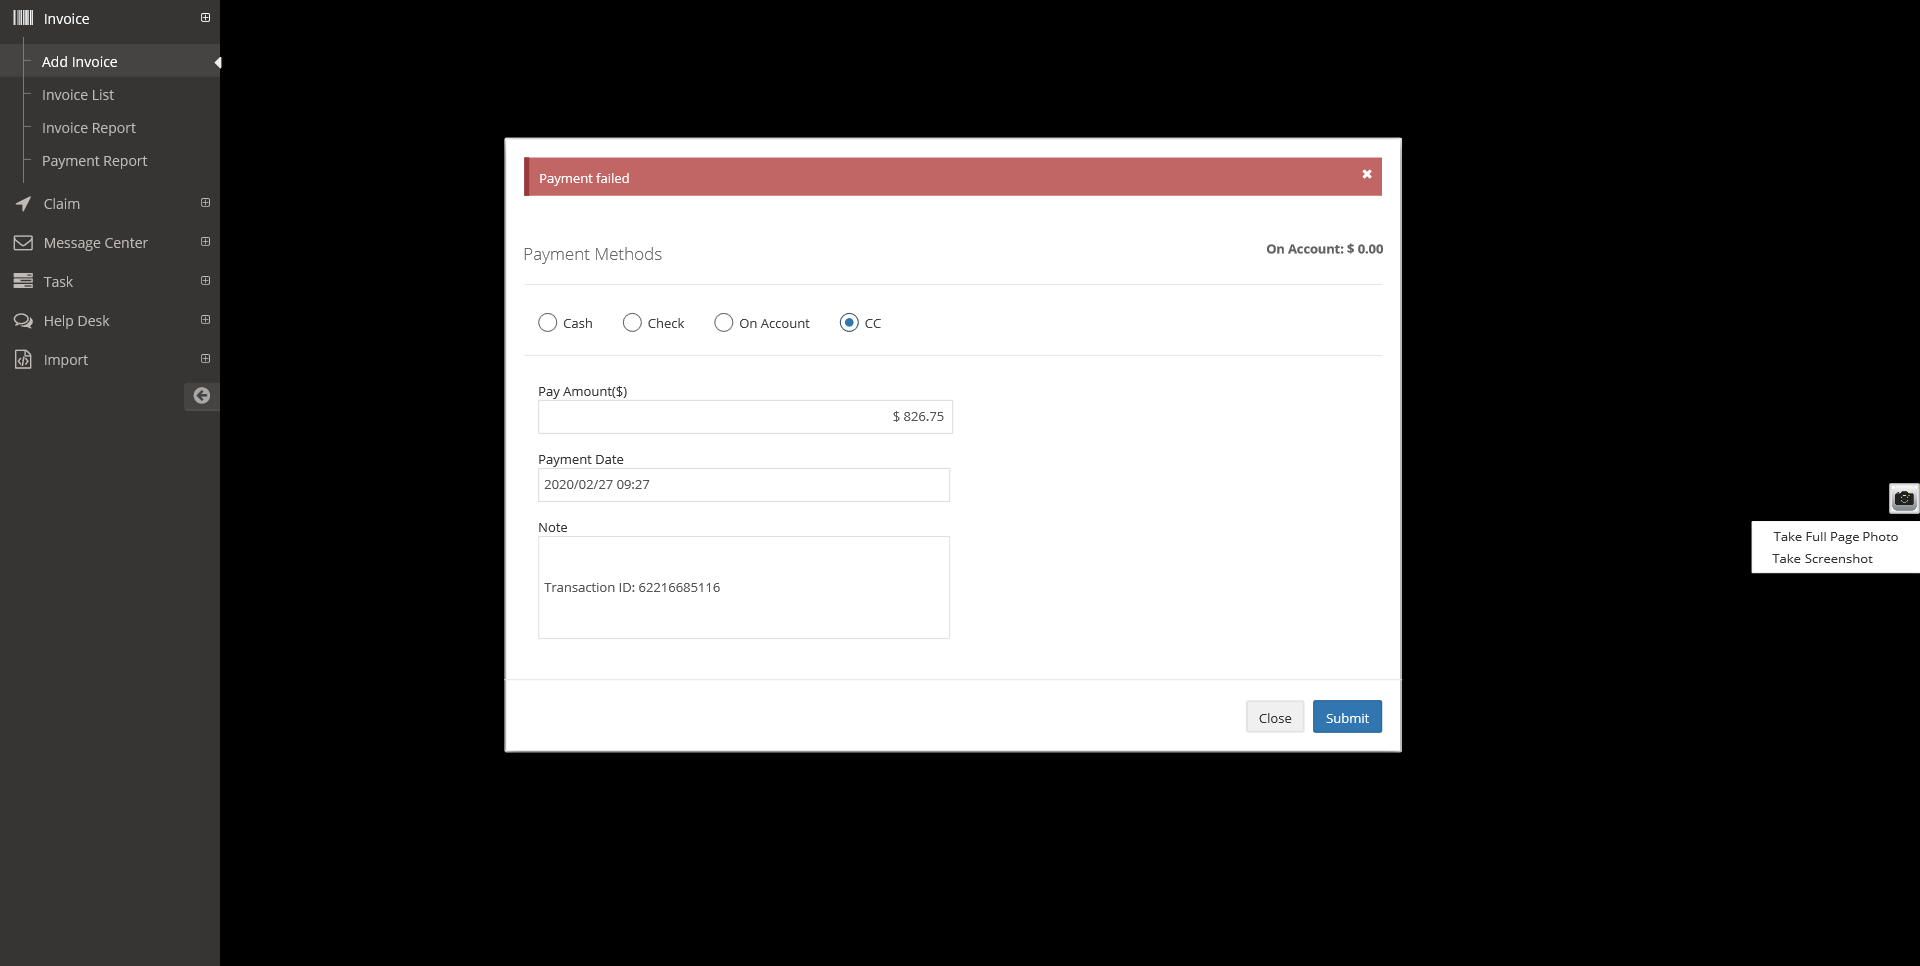 Invoice
Add Invoice
Invoice List
Invoice Report
Payment Report
Claim
Message Center
Task
Help Desk
Import
Payment failed
Payment Methods
On Account: $ 0.00
Cash Check On Account CC
Pay Amount($)
$ 826.75
Payment Date
2020/02/27 09:27
Note
Transaction ID: 62216685116
Close Submit
Take Full Page Photo
Take Screenshot